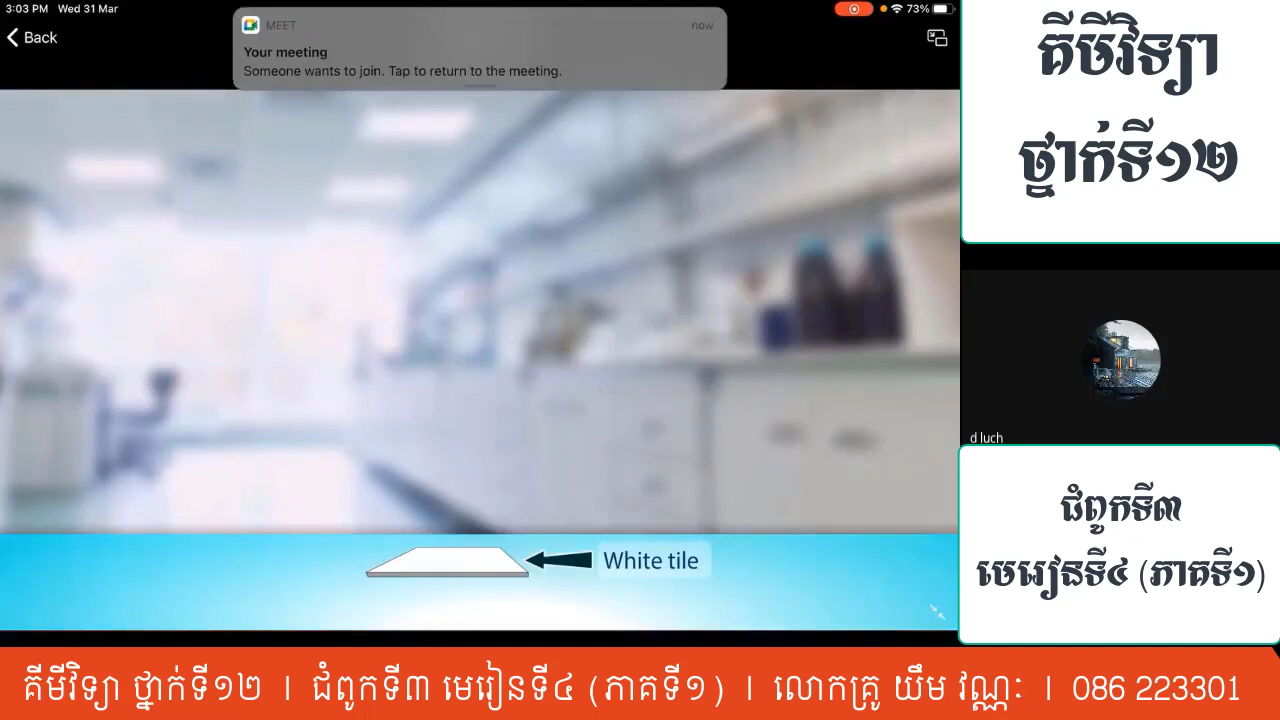 3:03 PM Wed 31 Mar
73%
Back
MEET
now
Your meeting
Someone wants to join. Tap to return to the meeting.
White tile
គីមីវិទ្យា
ថ្នាក់ទី១២
d luch
ជំពូកទី៣
មេរៀនទី៤ (ភាគទី១)
គីមីវិទ្យា ថ្នាក់ទី១២ | ជំពូកទី៣ មេរៀនទី៤ (ភាគទី១) | លោកគ្រូ យឹម វណ្ណៈ | 086 223301